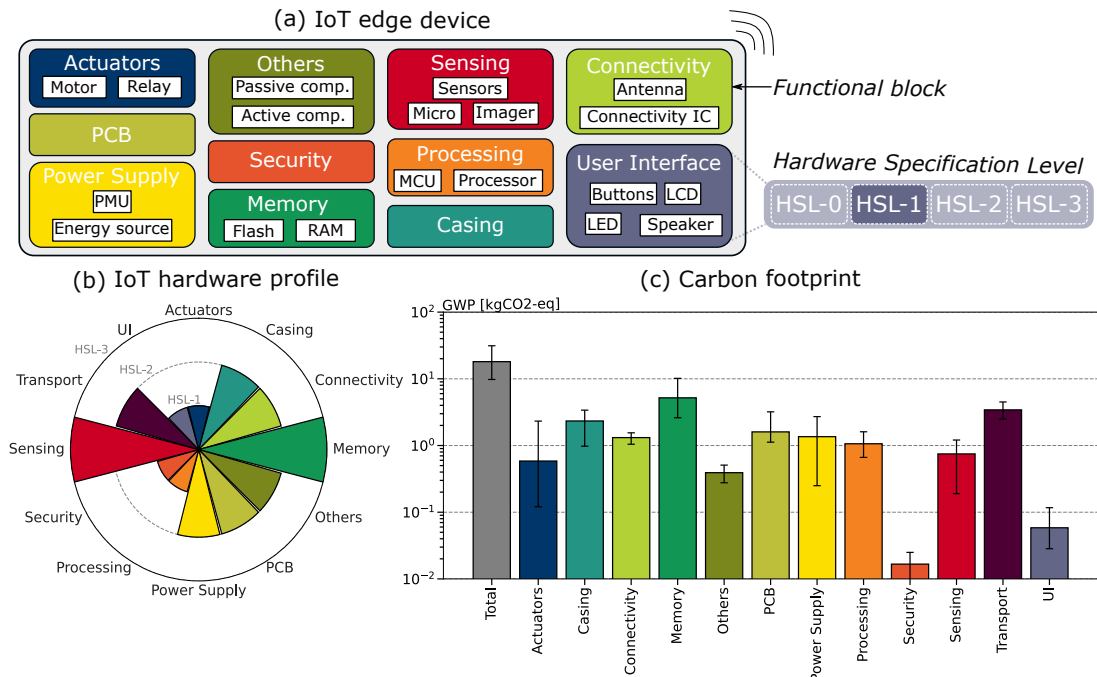 (a) IoT edge device
Actuators
Motor Relay
PCB
Power Supply
PMU
Energy source
Others
Passive comp.
Active comp.
Security
Memory
Flash RAM
Sensing
Sensors
Micro Imager
Processing
MCU Processor
Casing
Connectivity
Antenna
Connectivity IC
User Interface
Buttons LCD
LED Speaker
Functional block
Hardware Specification Level
HSL-0 HSL-1 HSL-2 HSL-3
(b) IoT hardware profile
Actuators
UI Casing
HSL-3
HSL-2
HSL-1
Transport Connectivity
Sensing Memory
Security Others
Processing PCB
Power Supply
(c) Carbon footprint
GWP [kgCO2-eq]
10²
10¹
10⁰
10⁻¹
10⁻²
Total
Actuators
Casing
Connectivity
Memory
Others
PCB
Power Supply
Processing
Security
Sensing
Transport
UI